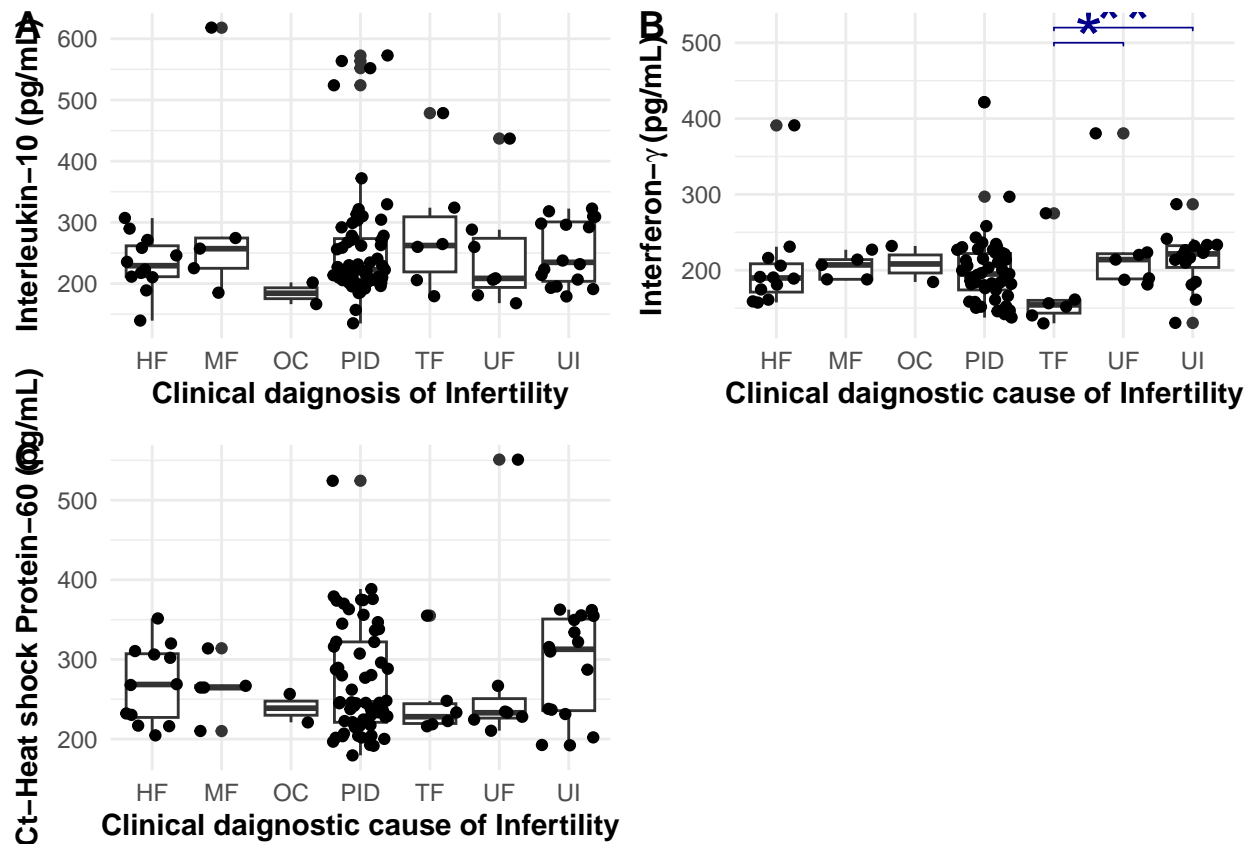 A
Interleukin−10 (pg/mL)
600
500
400
300
200
HF MF OC PID TF UF UI
Clinical daignosis of Infertility
B
Interferon−γ (pg/mL)
500
400
300
200
*
**
HF MF OC PID TF UF UI
Clinical daignostic cause of Infertility
C
Ct−Heat shock Protein−60 (pg/mL)
500
400
300
200
HF MF OC PID TF UF UI
Clinical daignostic cause of Infertility